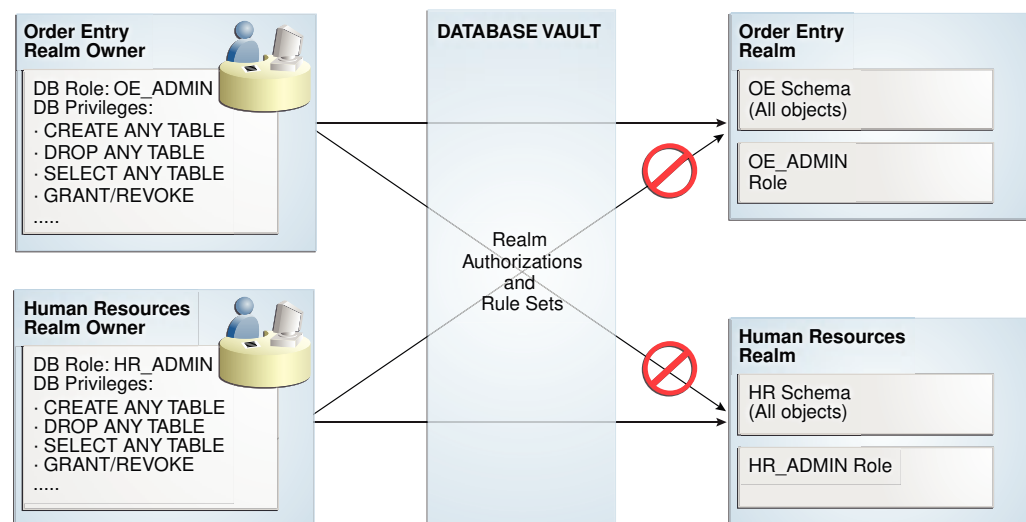 Order Entry
Realm Owner
DB Role: OE_ADMIN
DB Privileges:
· CREATE ANY TABLE
· DROP ANY TABLE
· SELECT ANY TABLE
· GRANT/REVOKE
.....
Human Resources
Realm Owner
DB Role: HR_ADMIN
DB Privileges:
· CREATE ANY TABLE
· DROP ANY TABLE
· SELECT ANY TABLE
· GRANT/REVOKE
.....
DATABASE VAULT
Realm
Authorizations
and
Rule Sets
Order Entry
Realm
OE Schema
(All objects)
OE_ADMIN
Role
Human Resources
Realm
HR Schema
(All objects)
HR_ADMIN Role